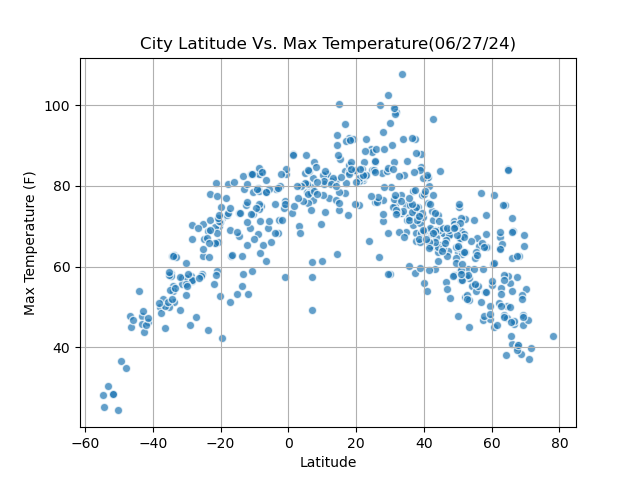 City Latitude Vs. Max Temperature(06/27/24)
Max Temperature (F)
100
80
60
40
−60 −40 −20 0 20 40 60 80
Latitude